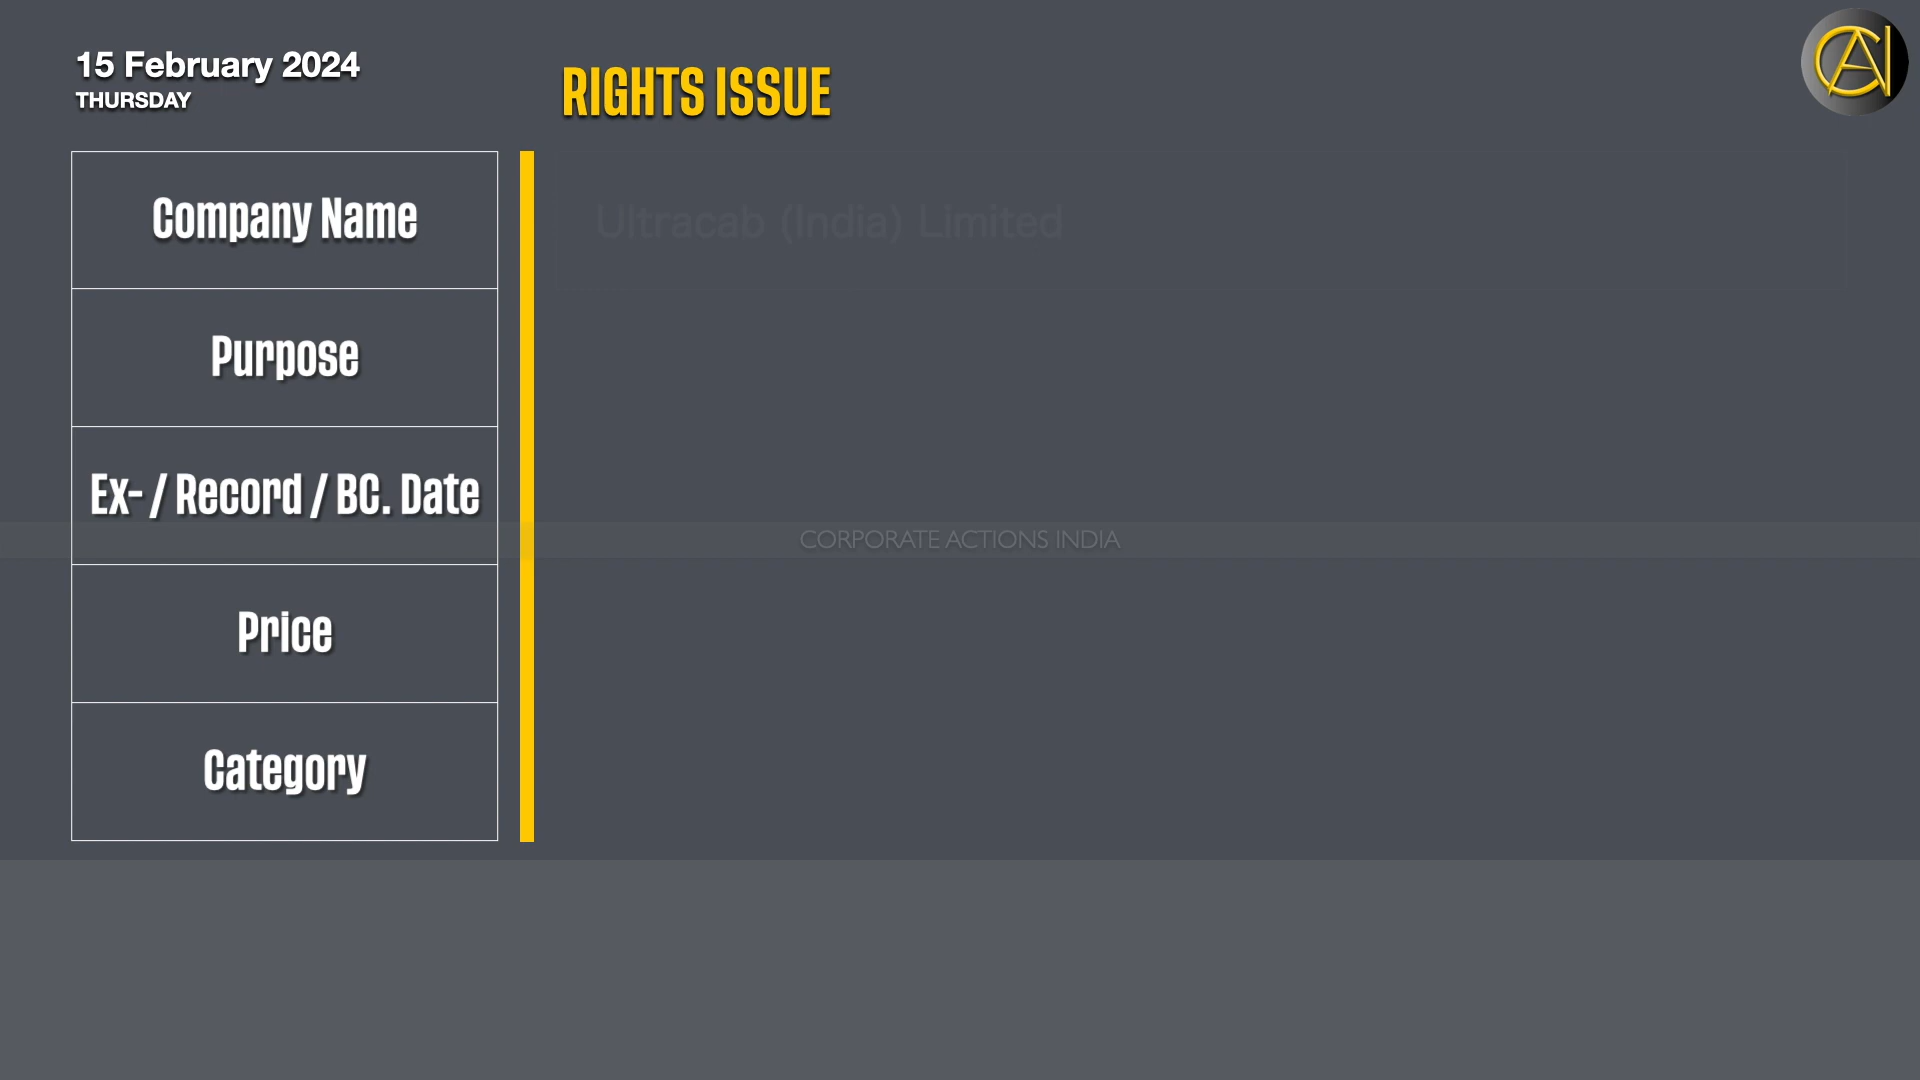 15 February 2024
THURSDAY
RIGHTS ISSUE
CAI
Company Name
Ultracab (India) Limited
Purpose
Ex- / Record / BC. Date
CORPORATE ACTIONS INDIA
Price
Category